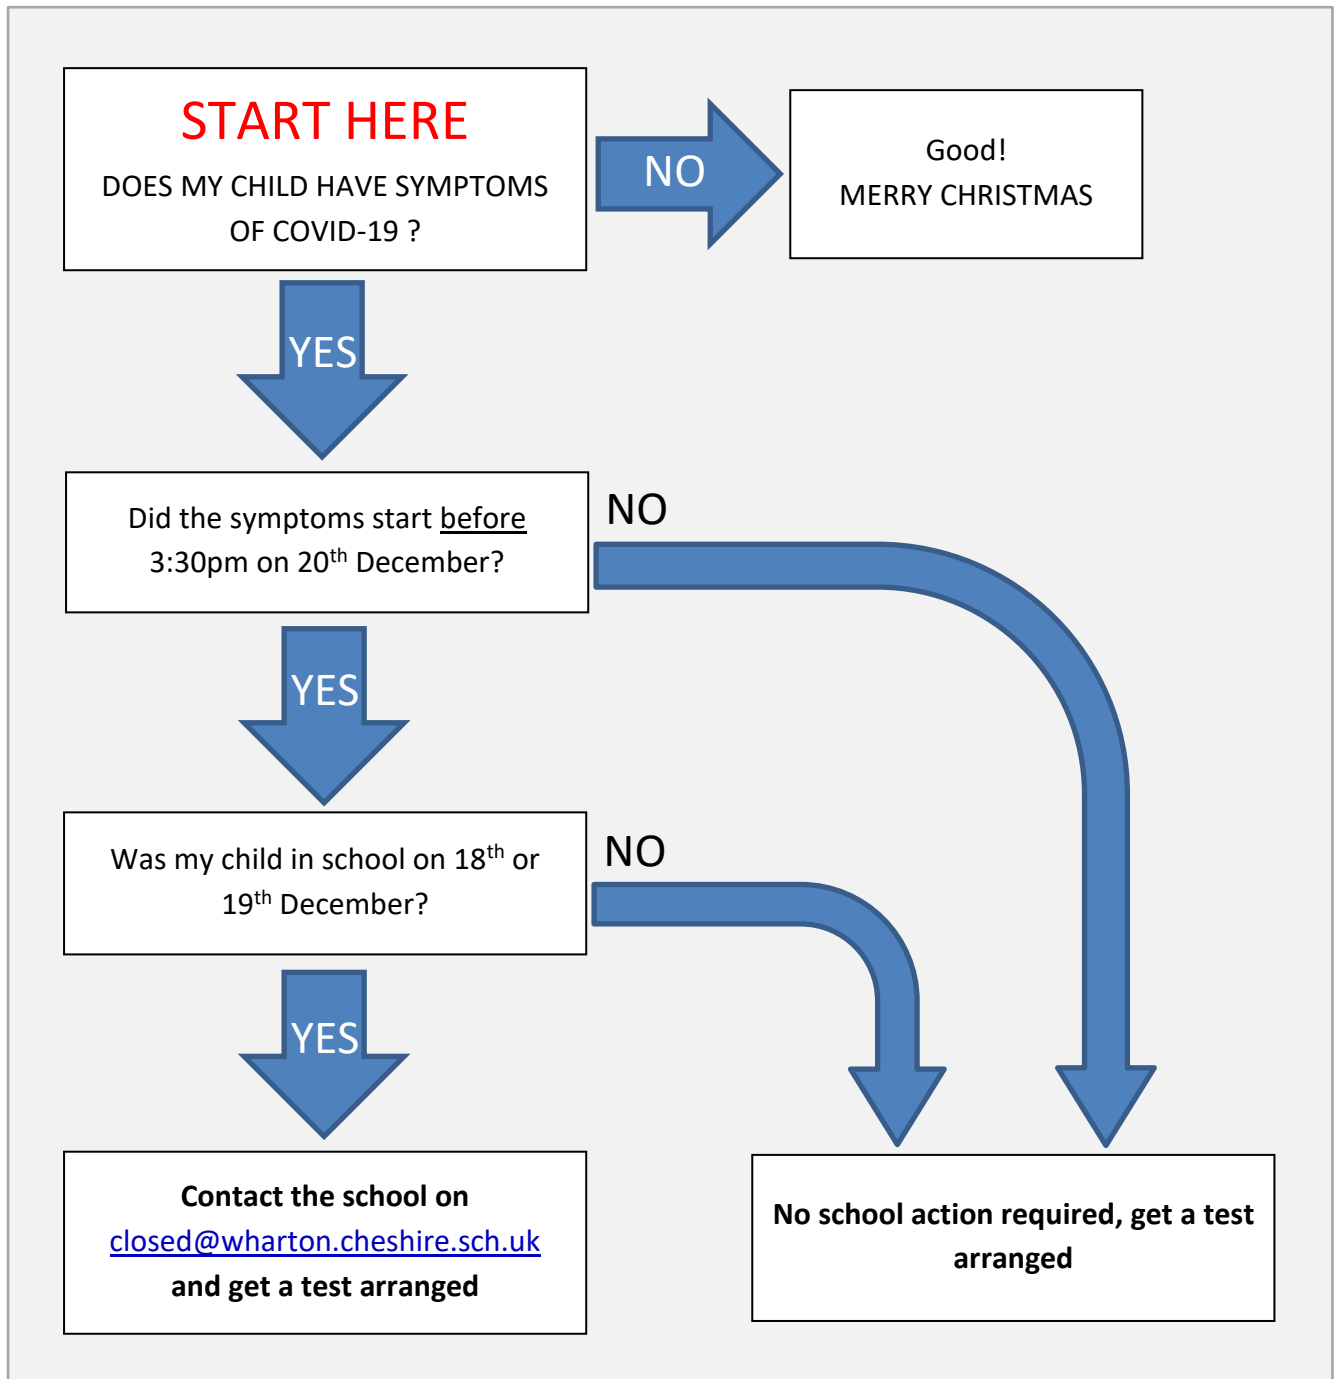 START HERE
DOES MY CHILD HAVE SYMPTOMS
OF COVID-19 ?
NO
Good!
MERRY CHRISTMAS
YES
Did the symptoms start before
3:30pm on 20th December?
NO
YES
Was my child in school on 18th or
19th December?
NO
YES
Contact the school on
closed@wharton.cheshire.sch.uk
and get a test arranged
No school action required, get a test
arranged